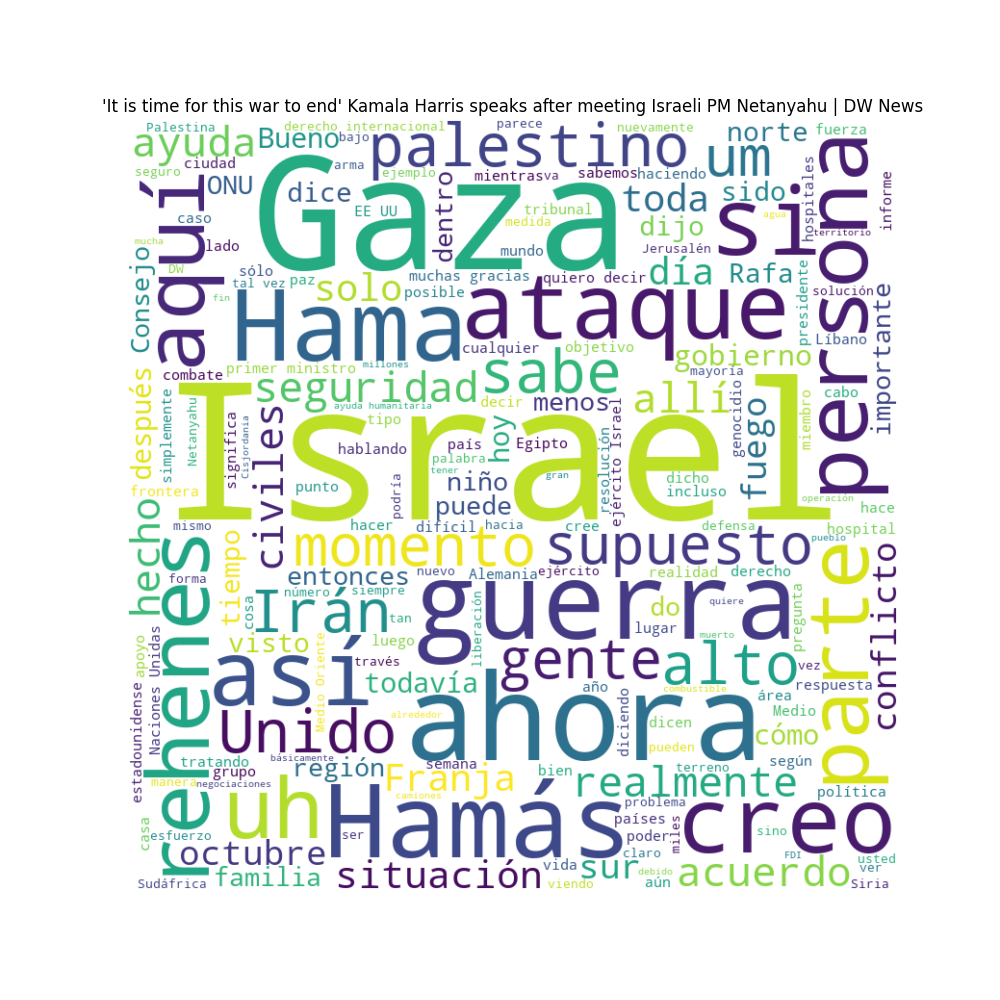 'It is time for this war to end' Kamala Harris speaks after meeting Israeli PM Netanyahu | DW News
Palestina
derecho internacional
parece
nuevamente
norte
fuerza
ayuda
Bueno
bajo
palestino
um
persona
seguro
ciudad
ONU
arma
ejemplo
mientras
va
sabemos
haciendo
hospitales
informe
aquí
dice
Gaza
dentro
toda
sido
si
caso
EE UU
tribunal
medida
dijo
agua
territorio
mucha
lado
mundo
Jerusalén
Consejo
DW
sólo
tal vez
paz
muchas gracias
quiero decir
día
Rafa
presidente
solución
fin
solo
posible
importante
Hama
ataque
cualquier
objetivo
gobierno
Líbano
combate
primer ministro
millones
sabe
mayoría
después
simplemente
Netanyahu
seguridad
ayuda humanitaria
decir
menos
allí
genocidio
fuego
miembro
cabo
significa
Cisjordania
civiles
Israel
tipo
hablando
país
hoy
Egipto
resolución
ejército israel
palabra
tener
gran
dicho
incluso
frontera
punto
podría
niño
puede
operación
hace
hecho
mismo
hacer
difícil
hacia
cree
defensa
hospital
pueblo
rehenes
tiempo
momento
supuesto
parte
conflicto
forma
entonces
nuevo
Alemania
ejército
realidad
derecho
cosa
número
siempre
Irán
tan
guerra
do
quiere
pregunta
apoyo
Naciones Unidas
visto
luego
liberación
lugar
muerto
estadounidense
así
Medio Oriente
través
gente
alto
vez
todavía
año
combustible
área
respuesta
Unido
alrededor
ahora
diciendo
dicen
Medio
pueden
cómo
tratando
básicamente
semana
según
manera
grupo
región
Franja
bien
realmente
terreno
política
negociaciones
camiones
casa
uh
Hamás
problema
países
miles
creo
esfuerzo
ser
poder
sino
octubre
vida
claro
FDI
usted
ver
Sudáfrica
familia
situación
viendo
sur
debido
aún
acuerdo
Siria